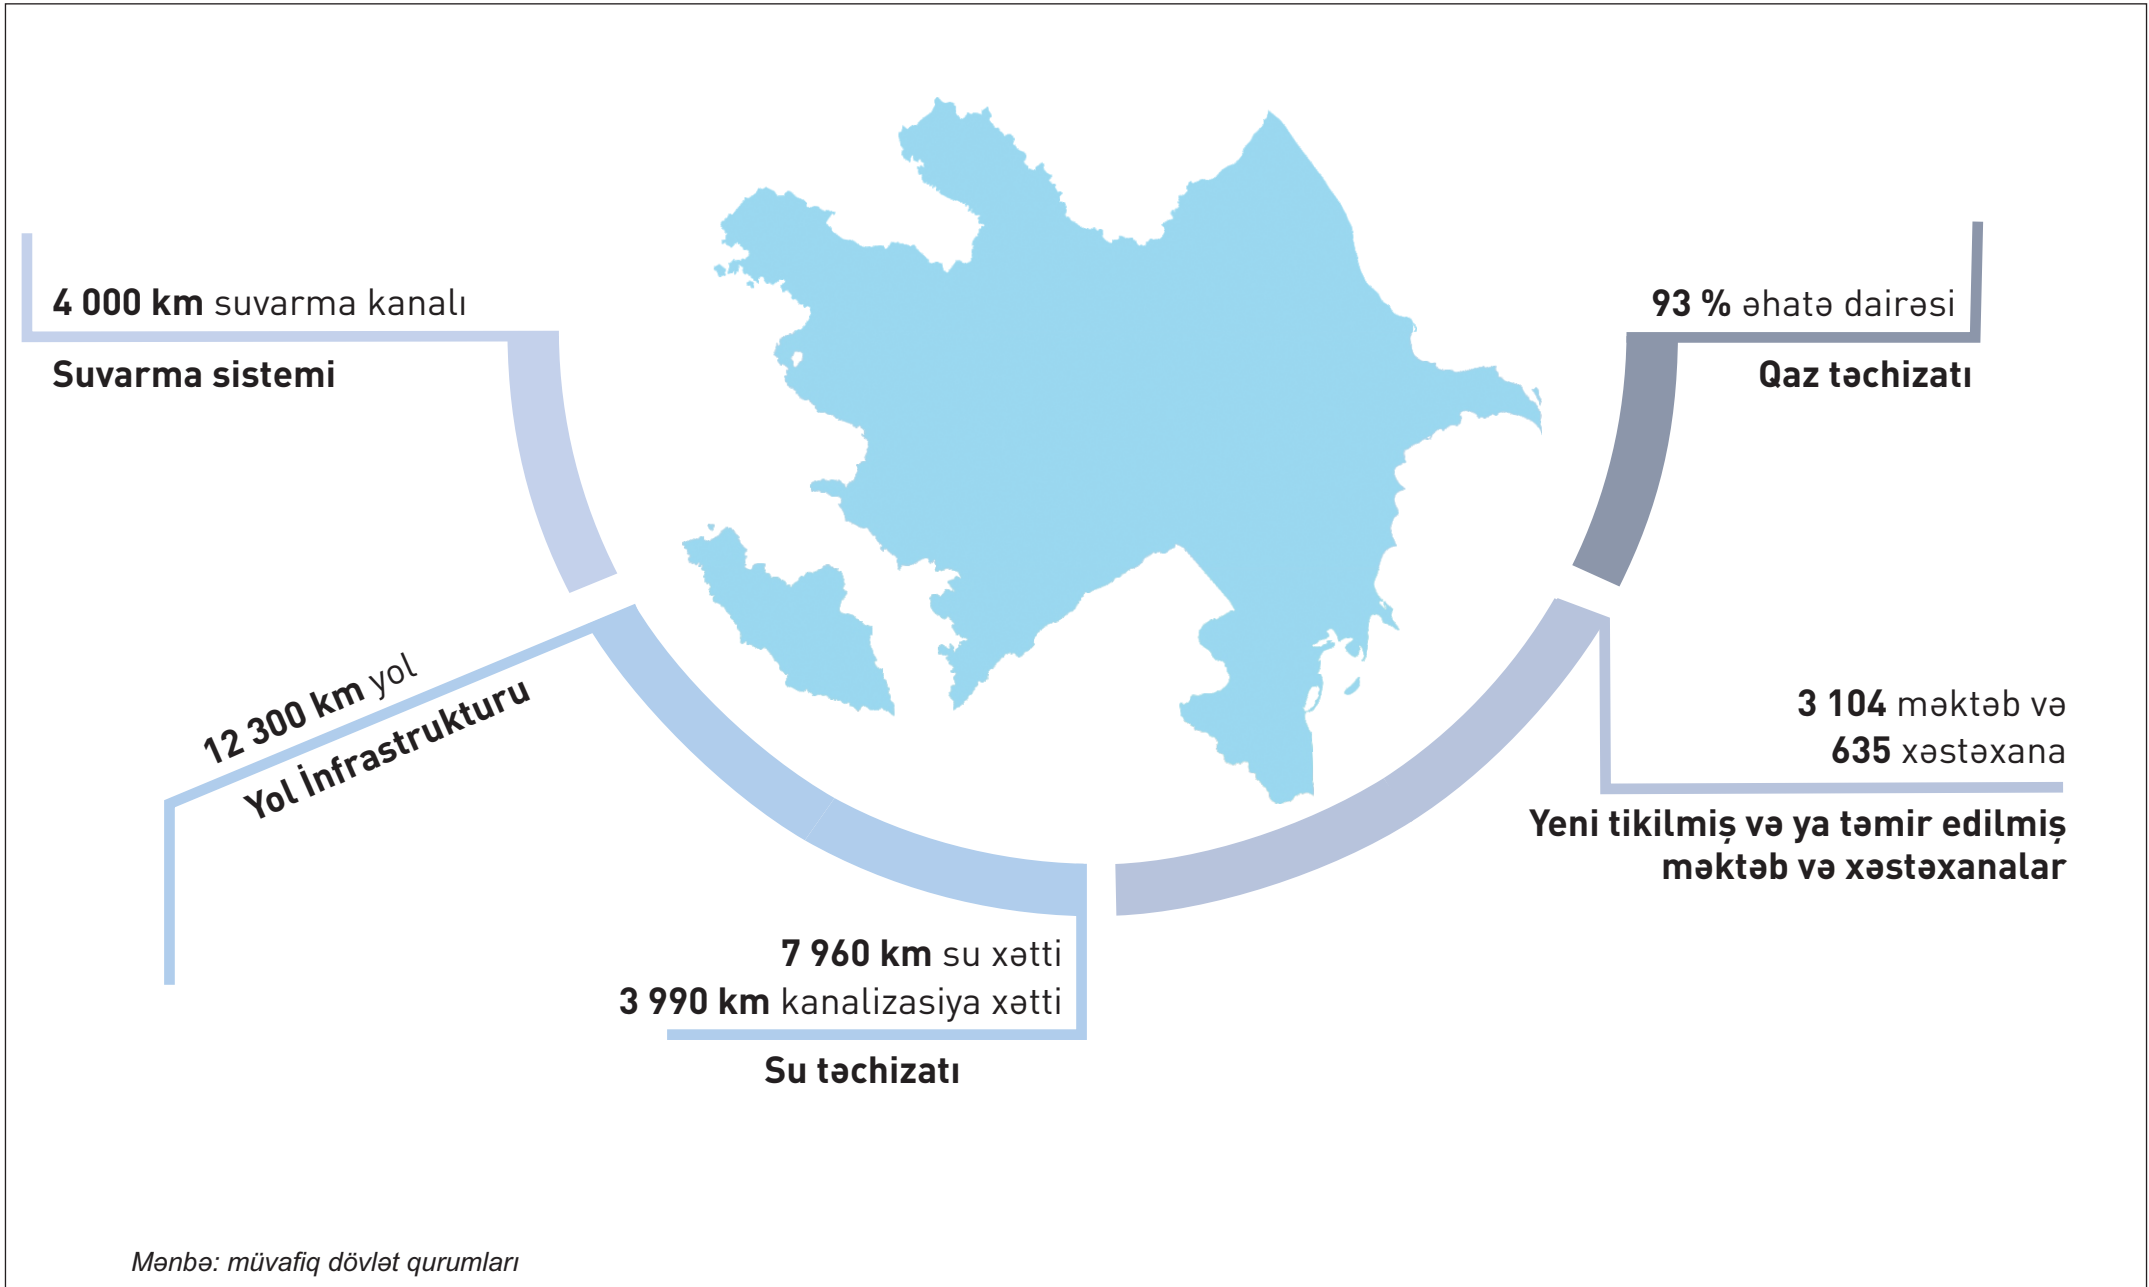 4 000 km suvarma kanalı
Suvarma sistemi
93 % əhatə dairəsi
Qaz təchizatı
12 300 km yol
Yol İnfrastrukturu
3 104 məktəb və
635 xəstəxana
Yeni tikilmiş və ya təmir edilmiş
məktəb və xəstəxanalar
7 960 km su xətti
3 990 km kanalizasiya xətti
Su təchizatı
Mənbə: müvafiq dövlət qurumları